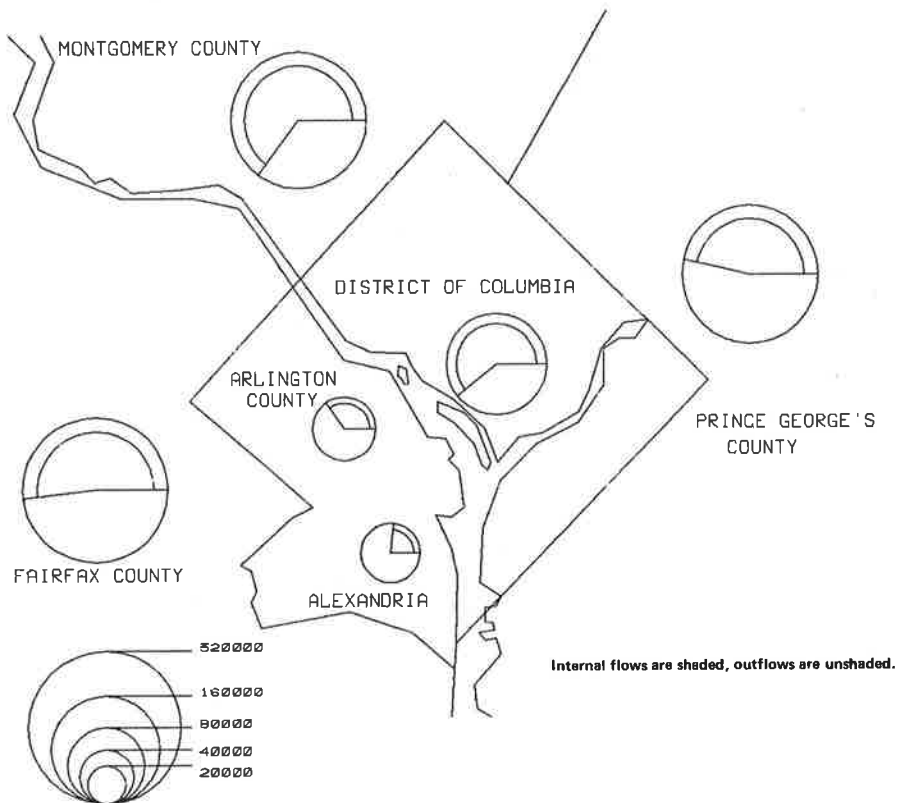 MONTGOMERY COUNTY
DISTRICT OF COLUMBIA
ARLINGTON
COUNTY
PRINCE GEORGE'S
COUNTY
FAIRFAX COUNTY
ALEXANDRIA
320000
160000
80000
40000
20000
Internal flows are shaded, outflows are unshaded.